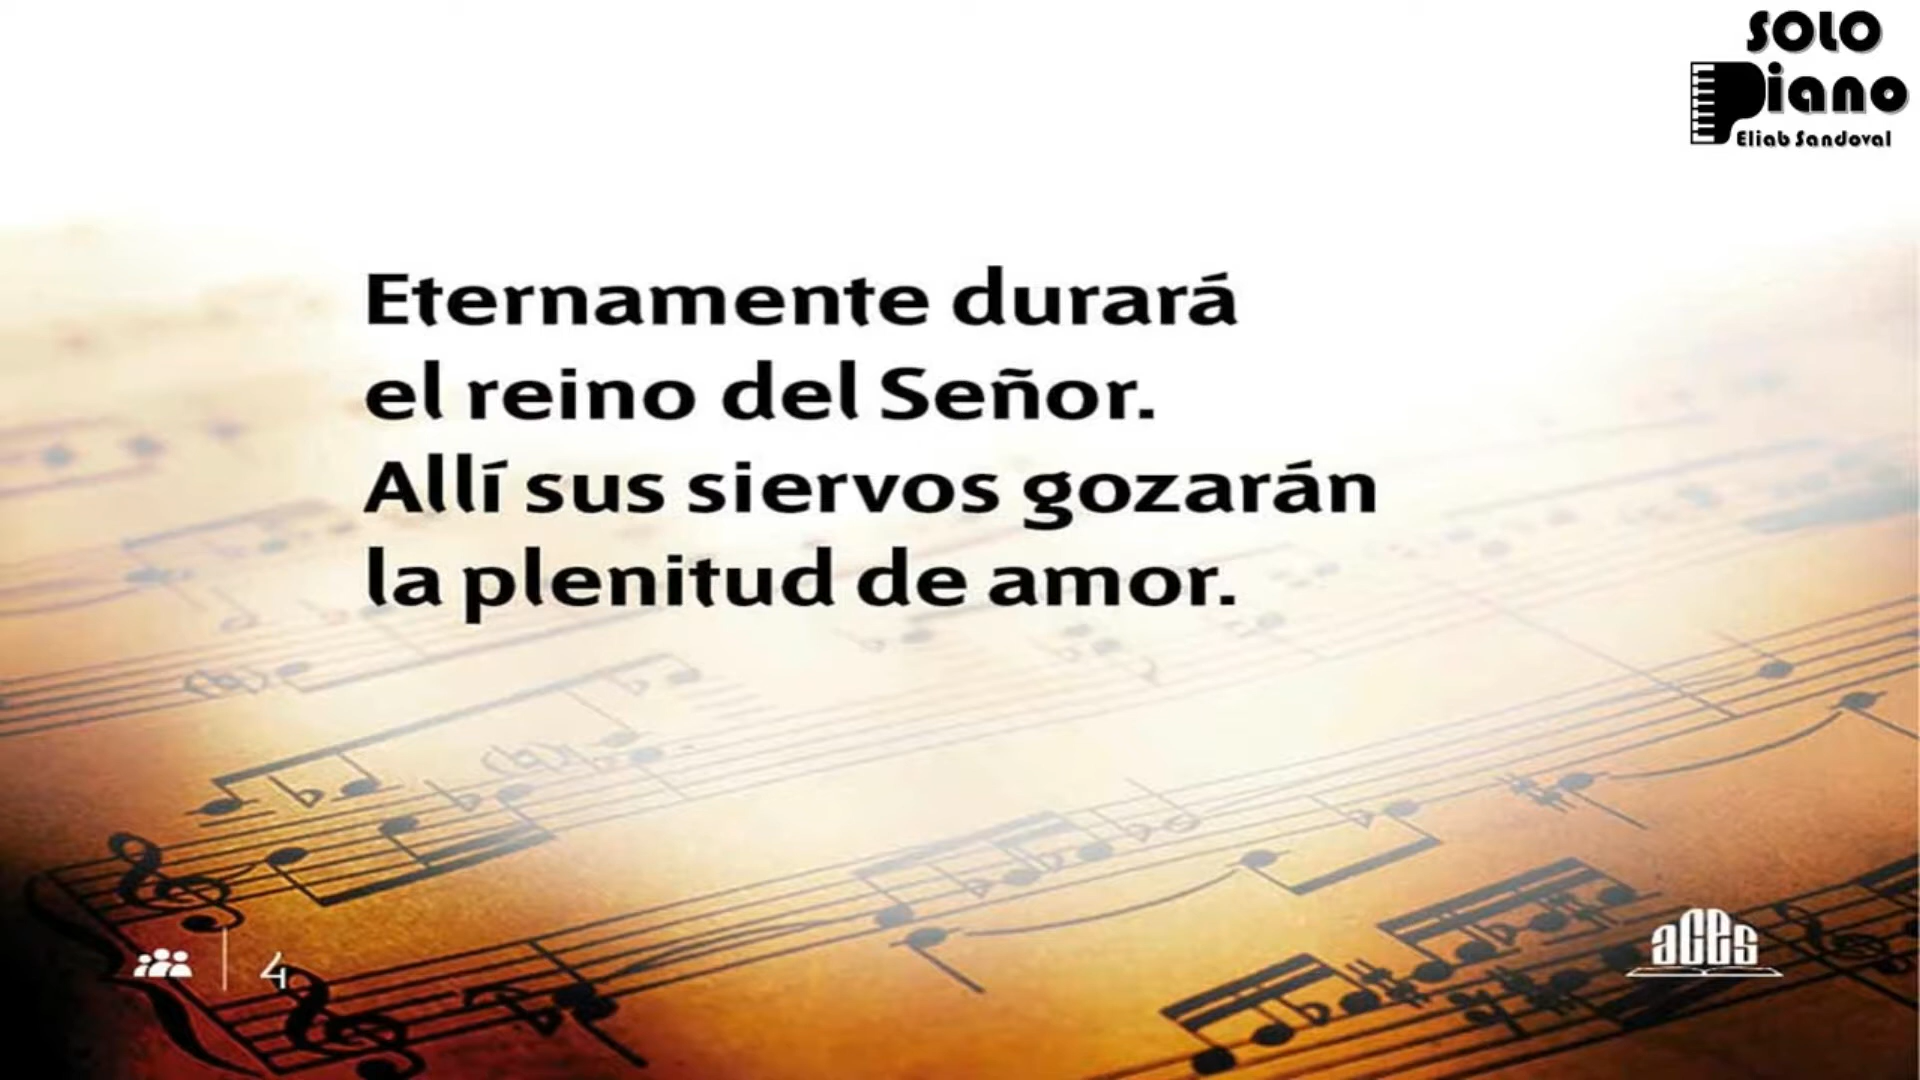 SOLO
Piano
Eliab Sandoval
Eternamente durará
el reino del Señor.
Allí sus siervos gozarán
la plenitud de amor.
4
aces